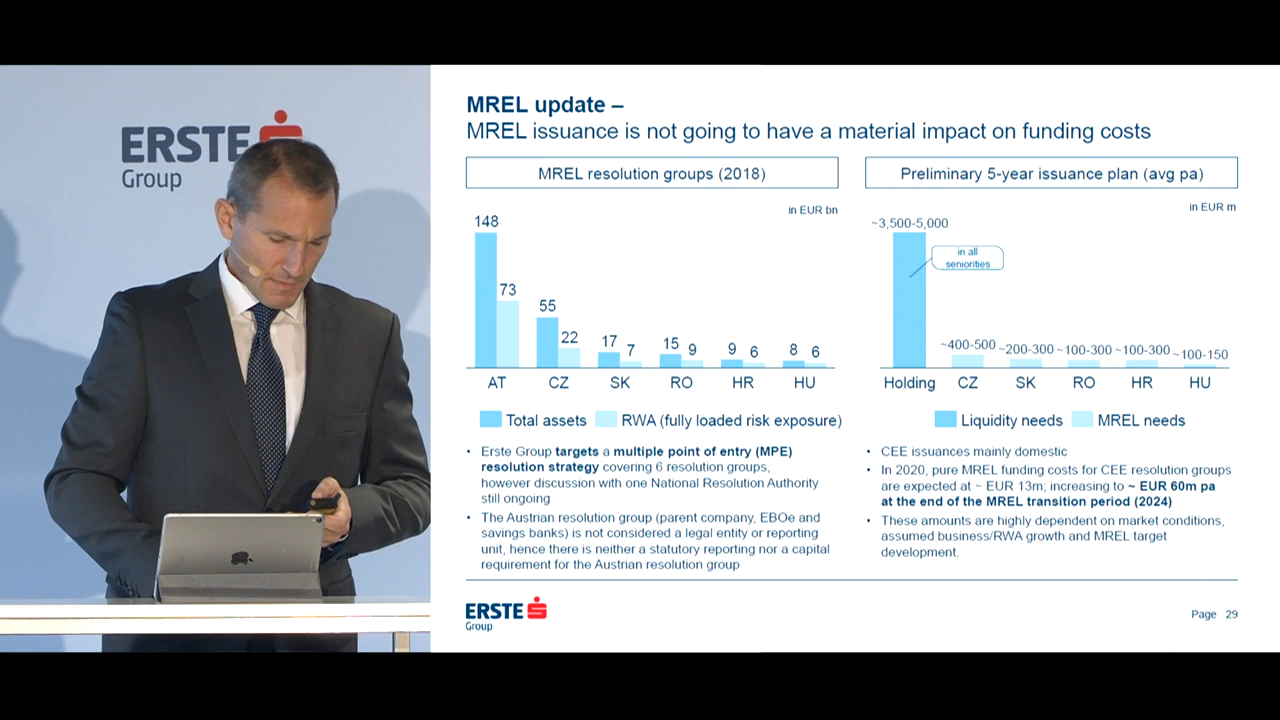 ERSTE
Group
MREL update –
MREL issuance is not going to have a material impact on funding costs
MREL resolution groups (2018)
in EUR bn
148
73
55
22
17
7
15
9
9
6
8
6
AT
CZ
SK
RO
HR
HU
Total assets
RWA (fully loaded risk exposure)
• Erste Group targets a multiple point of entry (MPE)
resolution strategy covering 6 resolution groups,
however discussion with one National Resolution Authority
still ongoing
• The Austrian resolution group (parent company, EBOe and
savings banks) is not considered a legal entity or reporting
unit, hence there is neither a statutory reporting nor a capital
requirement for the Austrian resolution group
Preliminary 5-year issuance plan (avg pa)
in EUR m
~3,500-5,000
in all
seniorities
~400-500
~200-300
~100-300
~100-300
~100-150
Holding
CZ
SK
RO
HR
HU
Liquidity needs
MREL needs
• CEE issuances mainly domestic
• In 2020, pure MREL funding costs for CEE resolution groups
are expected at ~ EUR 13m; increasing to ~ EUR 60m pa
at the end of the MREL transition period (2024)
• These amounts are highly dependent on market conditions,
assumed business/RWA growth and MREL target
development.
ERSTE
Group
Page 29